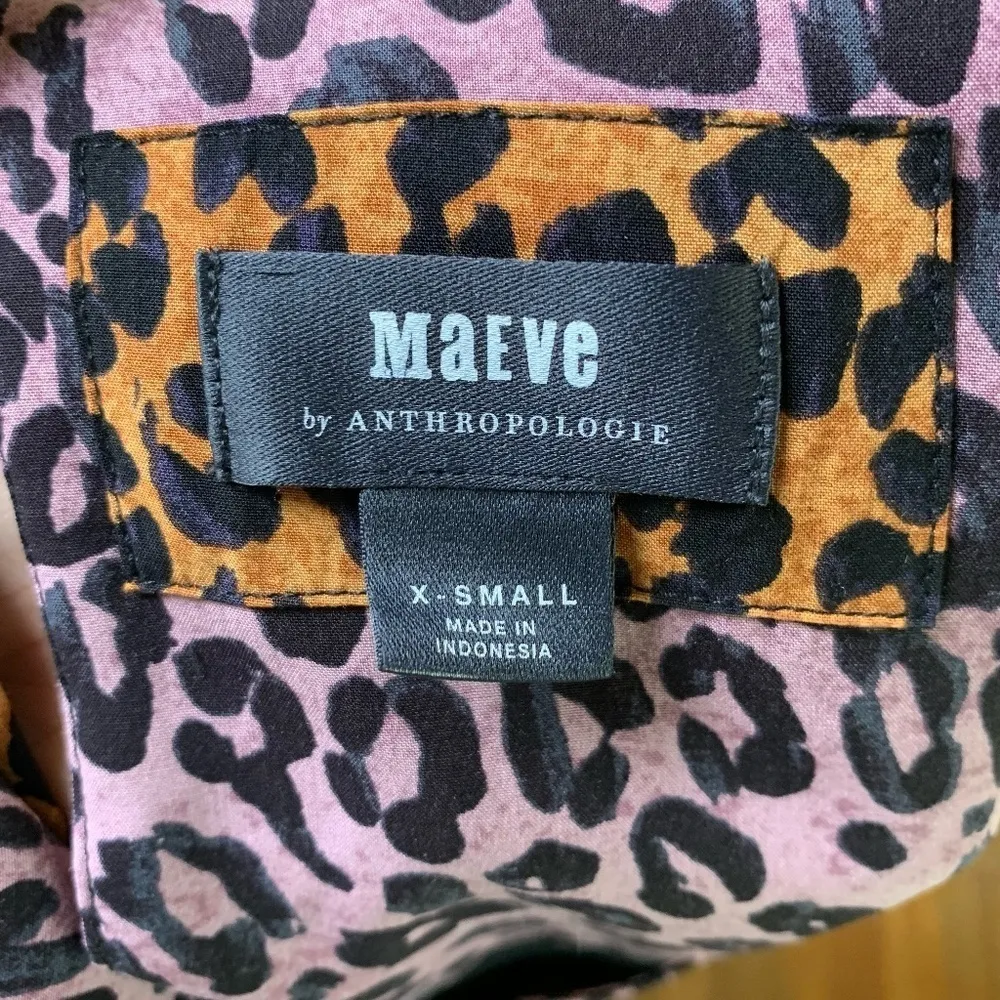 MaEVe
by ANTHROPOLOGIE
X-SMALL
MADE IN
INDONESIA